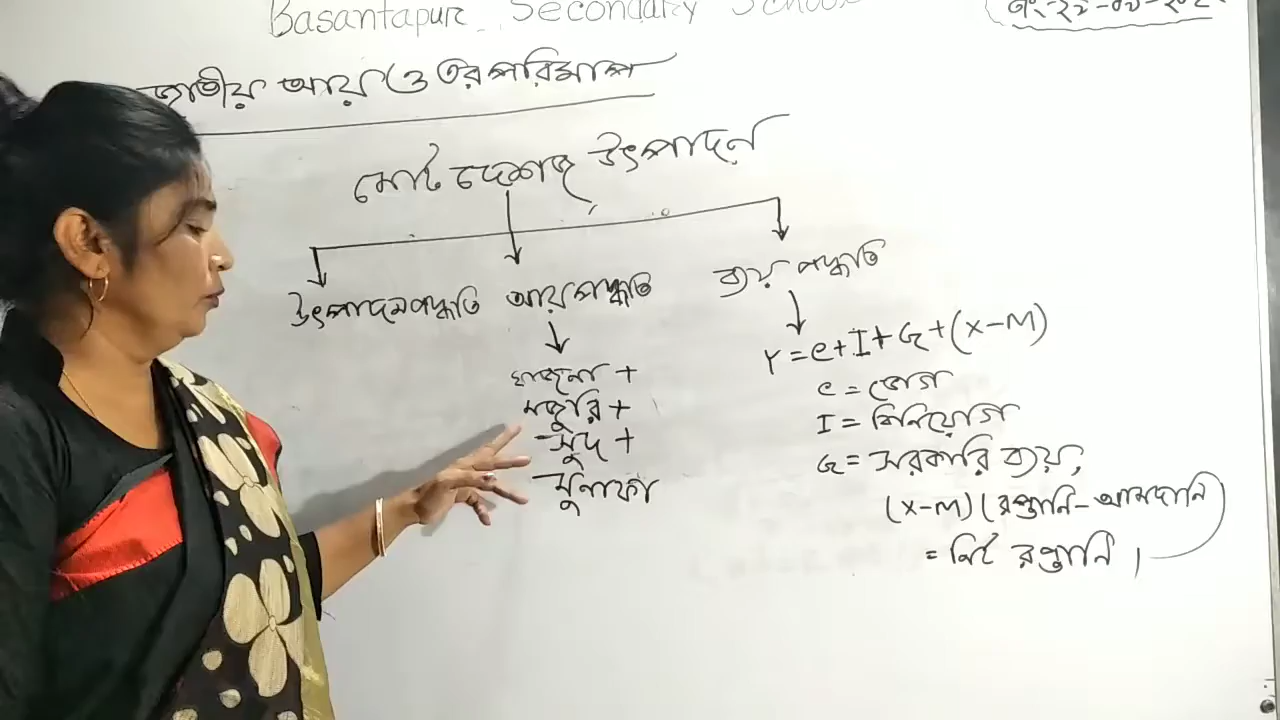 Basantapur Secondary School
জাতীয় আয় ও তার পরিমাপ
মোট দেশজ উৎপাদন
উৎপাদন পদ্ধতি আয় পদ্ধতি ব্যয় পদ্ধতি
খাজনা +
মজুরি +
সুদ +
মুনাফা
Y = C + I + G + (X - M)
C = ভোগ
I = বিনিয়োগ
G = সরকারি ব্যয়,
(X - M) (রপ্তানি - আমদানি)
= নিট রপ্তানি ।